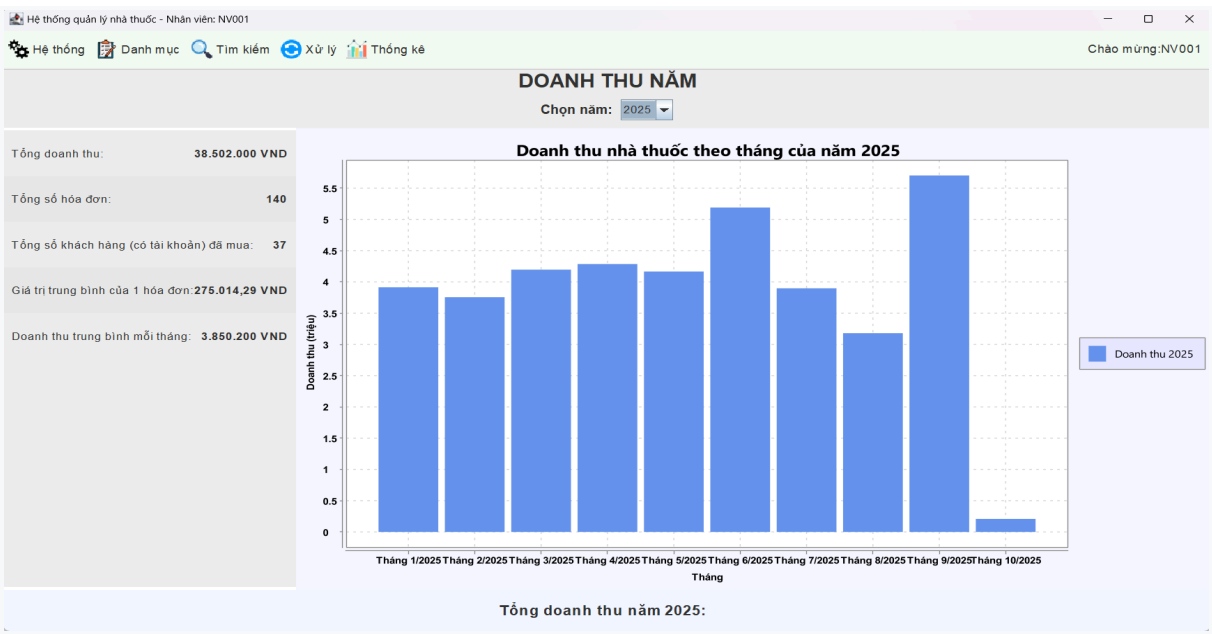 Hệ thống quản lý nhà thuốc - Nhân viên: NV001
Hệ thống Danh mục Tìm kiếm Xử lý Thống kê Chào mừng:NV001
DOANH THU NĂM
Chọn năm: 2025
Tổng doanh thu: 38.502.000 VND
Tổng số hóa đơn: 140
Tổng số khách hàng (có tài khoản) đã mua: 37
Giá trị trung bình của 1 hóa đơn:275.014,29 VND
Doanh thu trung bình mỗi tháng: 3.850.200 VND
Doanh thu nhà thuốc theo tháng của năm 2025
5.5
5
4.5
4
3.5
3
2.5
2
1.5
1
0.5
0
Doanh thu (triệu)
Tháng 1/2025 Tháng 2/2025 Tháng 3/2025 Tháng 4/2025 Tháng 5/2025 Tháng 6/2025 Tháng 7/2025 Tháng 8/2025 Tháng 9/2025 Tháng 10/2025
Tháng
Doanh thu 2025
Tổng doanh thu năm 2025: